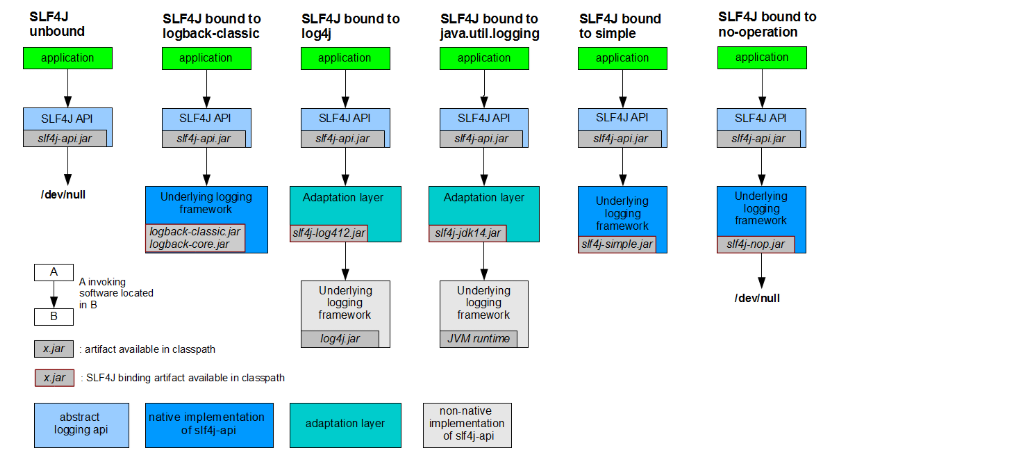 SLF4J
unbound
SLF4J bound to
logback-classic
SLF4J bound to
log4j
SLF4J bound to
java.util.logging
SLF4J bound
to simple
SLF4J bound to
no-operation
application
application
application
application
application
application
SLF4J API
slf4j-api.jar
SLF4J API
slf4j-api.jar
SLF4J API
slf4j-api.jar
SLF4J API
slf4j-api.jar
SLF4J API
slf4j-api.jar
SLF4J API
slf4j-api.jar
/dev/null
Underlying logging
framework
logback-classic.jar
logback-core.jar
Adaptation layer
slf4j-log412.jar
Adaptation layer
slf4j-jdk14.jar
Underlying
logging
framework
slf4j-simple.jar
Underlying
logging
framework
slf4j-nop.jar
Underlying
logging
framework
log4j.jar
Underlying
logging
framework
JVM runtime
/dev/null
A
B
A invoking
software located
in B
x.jar
: artifact available in classpath
x.jar
: SLF4J binding artifact available in classpath
abstract
logging api
native implementation
of slf4j-api
adaptation layer
non-native
implementation
of slf4j-api